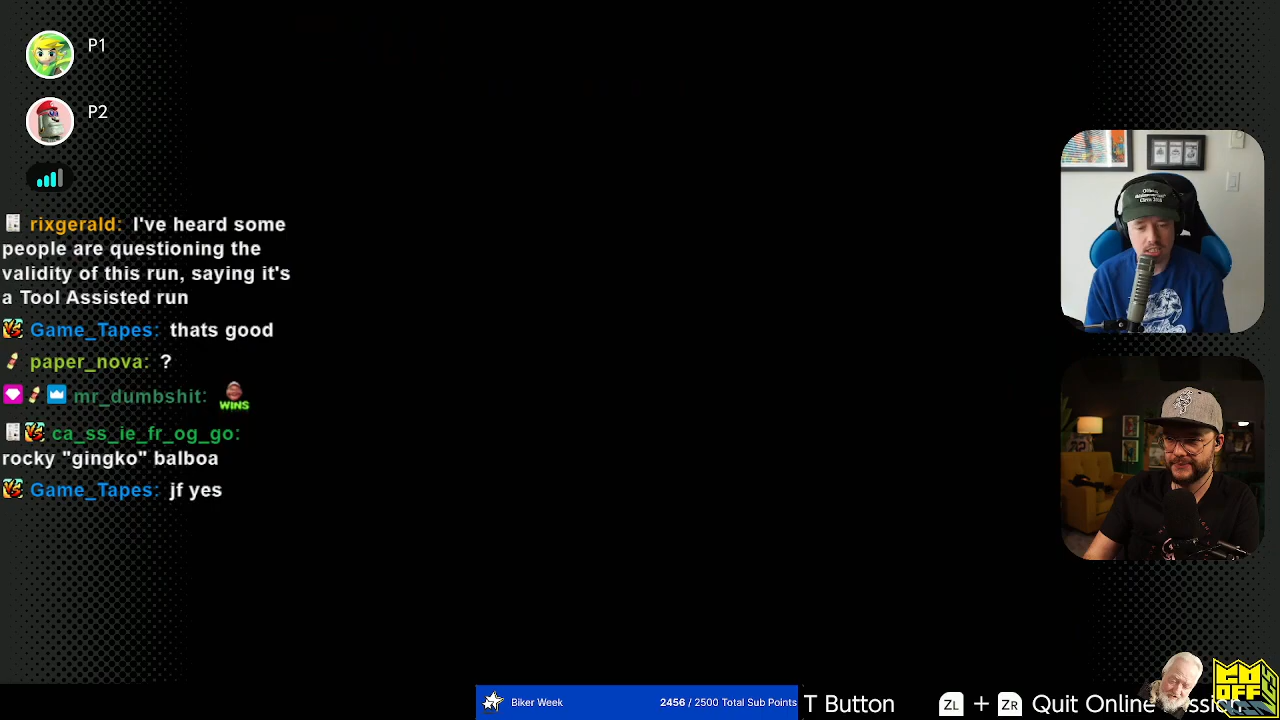 P1
P2
rixgerald: I've heard some
people are questioning the
validity of this run, saying it's
a Tool Assisted run
Game_Tapes: thats good
paper_nova: ?
mr_dumbshit: WINS
ca_ss_ie_fr_og_go:
rocky "gingko" balboa
Game_Tapes: jf yes
Biker Week 2456 / 2500 Total Sub Points
T Button ZL + ZR Quit Online
GO
OFF